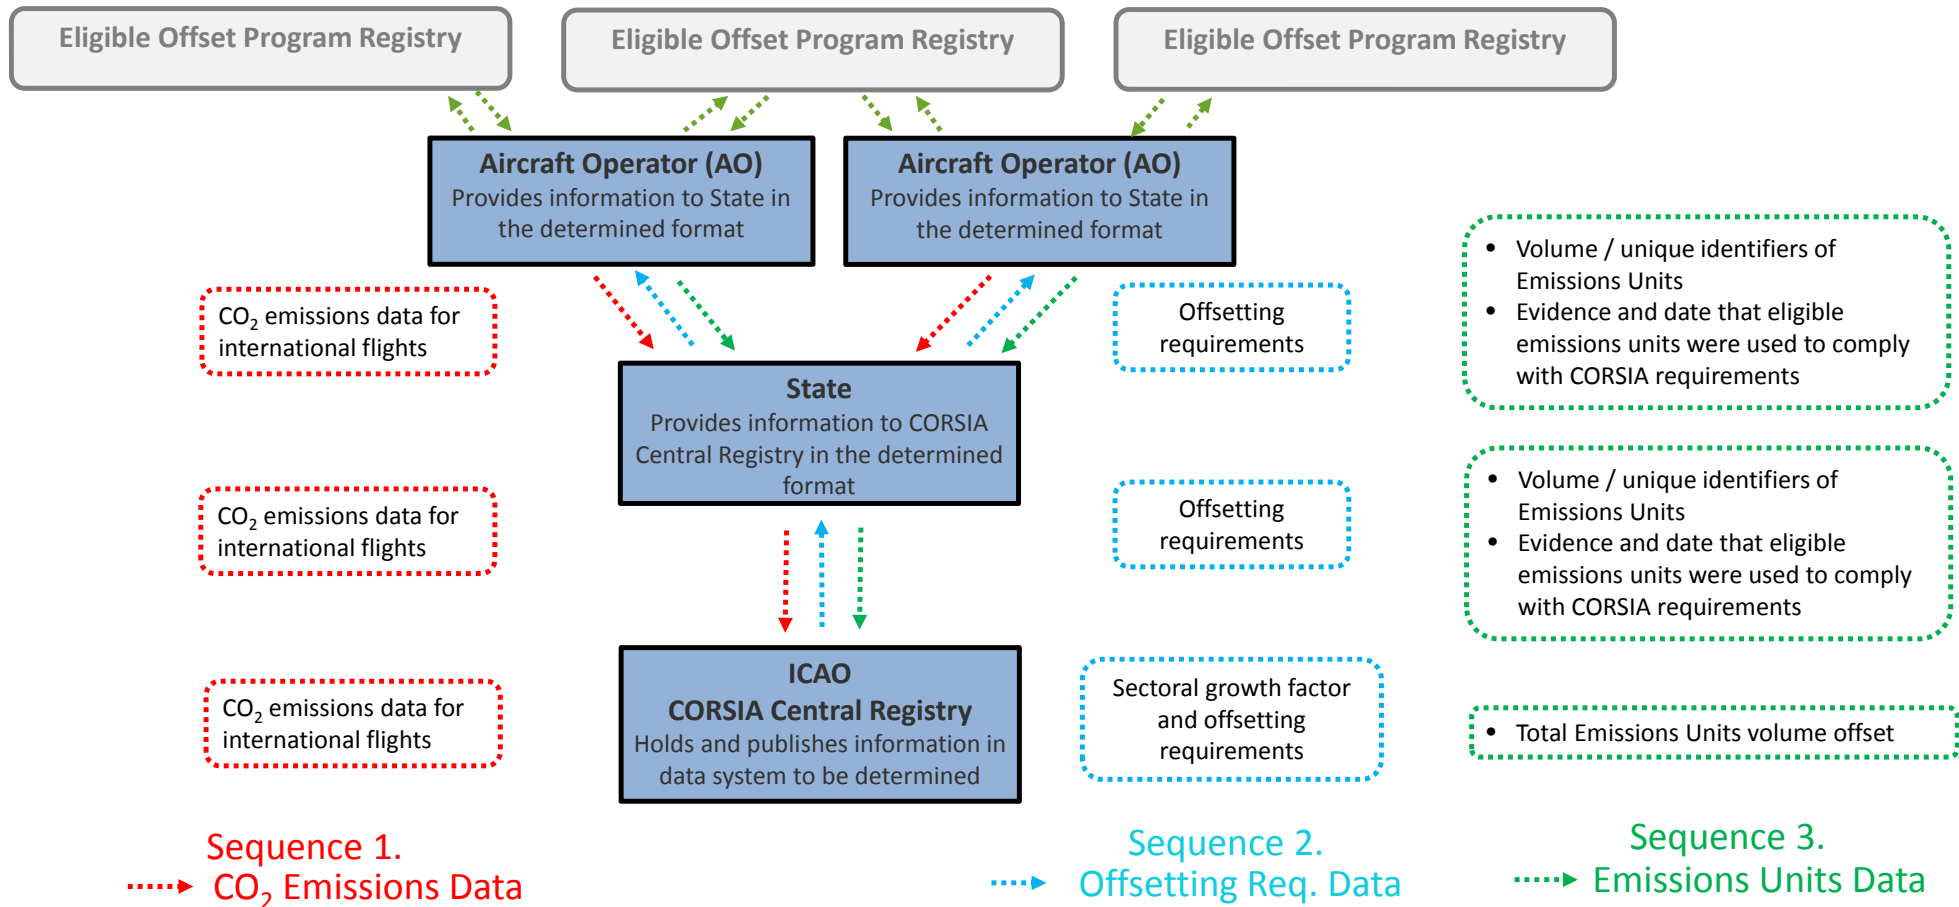 Eligible Offset Program Registry
Eligible Offset Program Registry
Eligible Offset Program Registry
Aircraft Operator (AO)
Provides information to State in
the determined format
Aircraft Operator (AO)
Provides information to State in
the determined format
CO₂ emissions data for
international flights
Offsetting
requirements
• Volume / unique identifiers of
Emissions Units
• Evidence and date that eligible
emissions units were used to comply
with CORSIA requirements
State
Provides information to CORSIA
Central Registry in the determined
format
CO₂ emissions data for
international flights
Offsetting
requirements
• Volume / unique identifiers of
Emissions Units
• Evidence and date that eligible
emissions units were used to comply
with CORSIA requirements
ICAO
CORSIA Central Registry
Holds and publishes information in
data system to be determined
CO₂ emissions data for
international flights
Sectoral growth factor
and offsetting
requirements
• Total Emissions Units volume offset
Sequence 1.
CO₂ Emissions Data
Sequence 2.
Offsetting Req. Data
Sequence 3.
Emissions Units Data